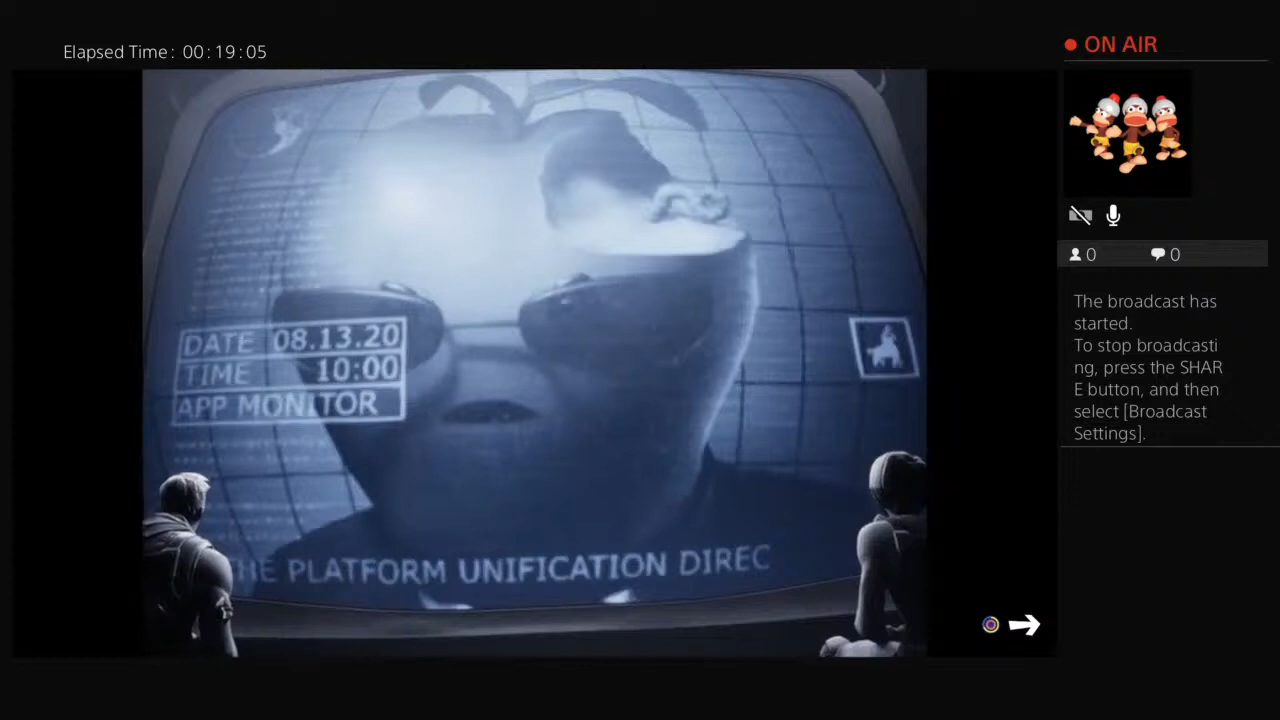 Elapsed Time: 00:19:05
ON AIR
DATE 08.13.20
TIME 10:00
APP MONITOR
HE PLATFORM UNIFICATION DIREC
0 0
The broadcast has
started.
To stop broadcasti
ng, press the SHAR
E button, and then
select [Broadcast
Settings].